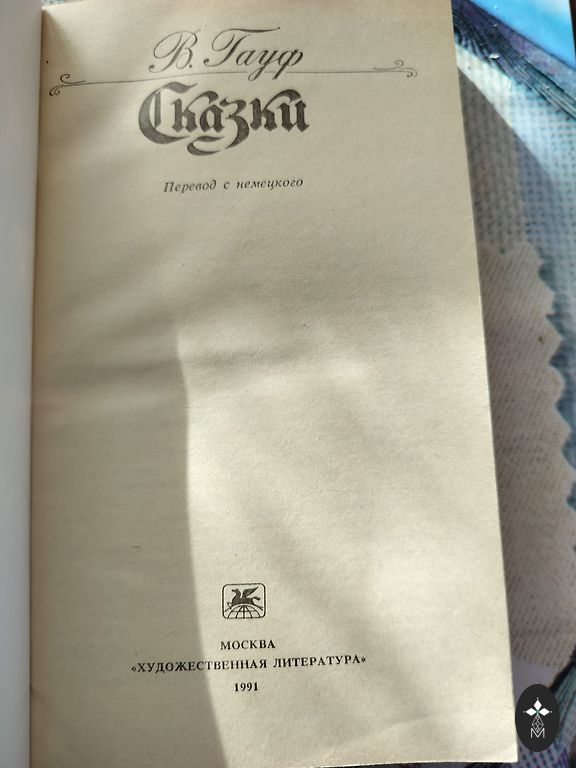 В. Гауф
Сказки
Перевод с немецкого
МОСКВА
«ХУДОЖЕСТВЕННАЯ ЛИТЕРАТУРА»
1991
M